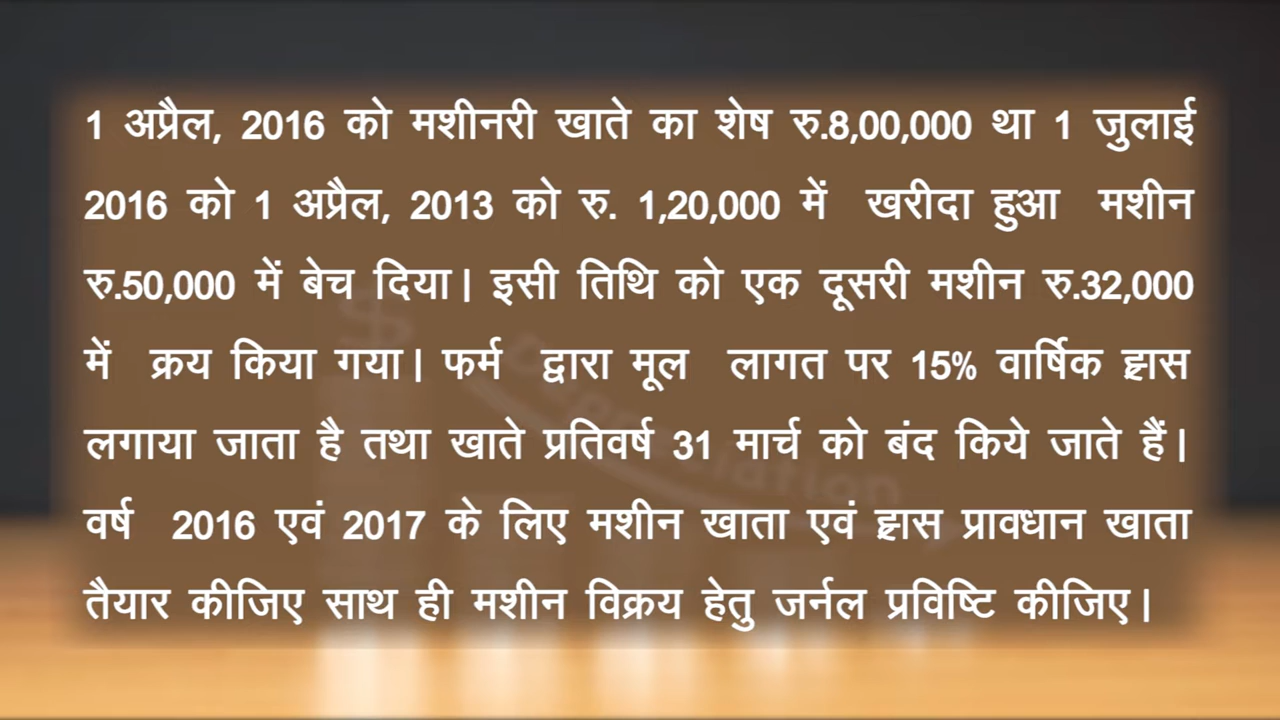 1 अप्रैल, 2016 को मशीनरी खाते का शेष रु.8,00,000 था 1 जुलाई
2016 को 1 अप्रैल, 2013 को रु. 1,20,000 में खरीदा हुआ मशीन
रु.50,000 में बेच दिया। इसी तिथि को एक दूसरी मशीन रु.32,000
में क्रय किया गया। फर्म द्वारा मूल लागत पर 15% वार्षिक ह्रास
लगाया जाता है तथा खाते प्रतिवर्ष 31 मार्च को बंद किये जाते हैं।
वर्ष 2016 एवं 2017 के लिए मशीन खाता एवं ह्रास प्रावधान खाता
तैयार कीजिए साथ ही मशीन विक्रय हेतु जर्नल प्रविष्टि कीजिए।
Depreciation